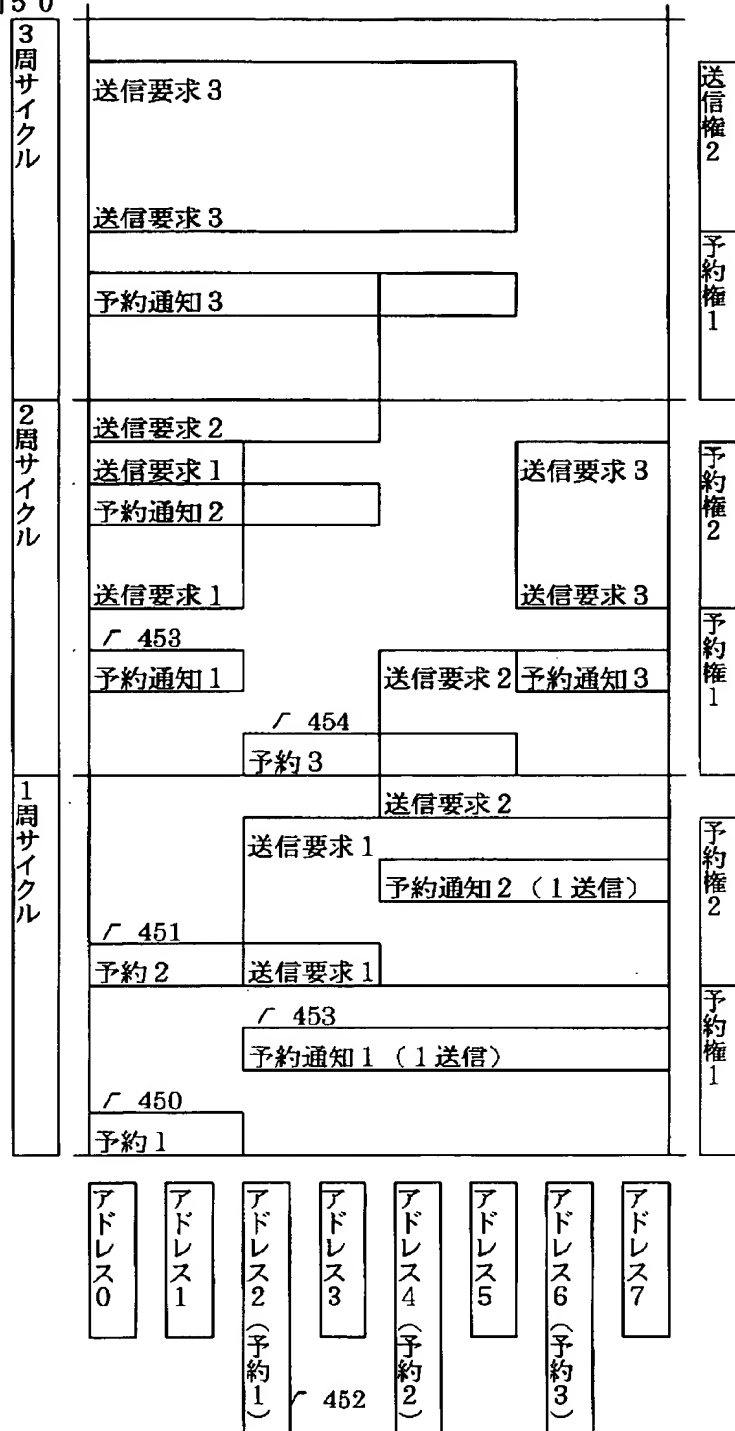 図50
3周サイクル
送信要求3
送信権2
送信要求3
予約権1
予約通知3
2周サイクル
送信要求2
送信要求1
送信要求3
予約権2
予約通知2
送信要求1
送信要求3
453
予約権1
予約通知1
送信要求2
予約通知3
454
予約3
1周サイクル
送信要求2
送信要求1
予約権2
予約通知2(1送信)
451
予約2
送信要求1
453
予約権1
予約通知1(1送信)
450
予約1
アドレス0
アドレス1
アドレス2(予約1)
アドレス3
アドレス4(予約2)
アドレス5
アドレス6(予約3)
アドレス7
452